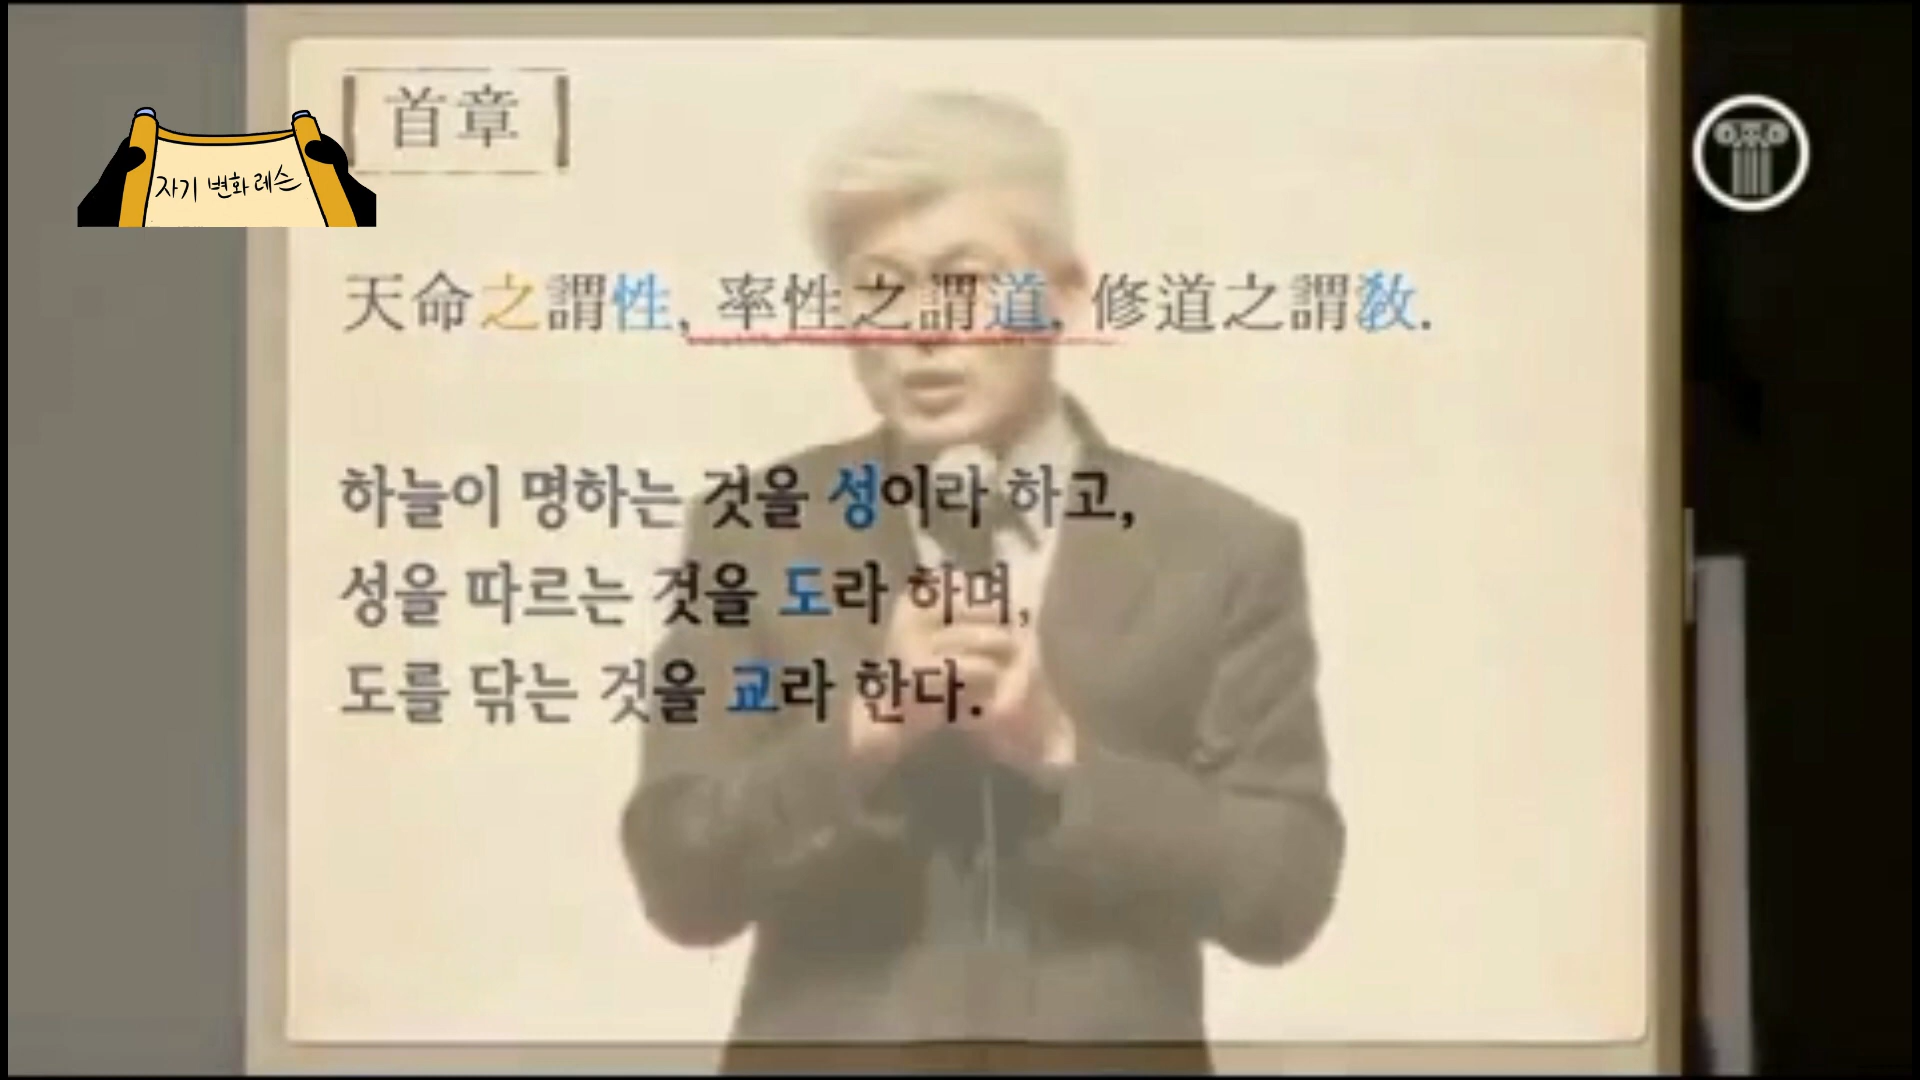 首章
자기 변화 레슨
天命之謂性, 率性之謂道, 修道之謂敎.
하늘이 명하는 것을 성이라 하고,
성을 따르는 것을 도라 하며,
도를 닦는 것을 교라 한다.